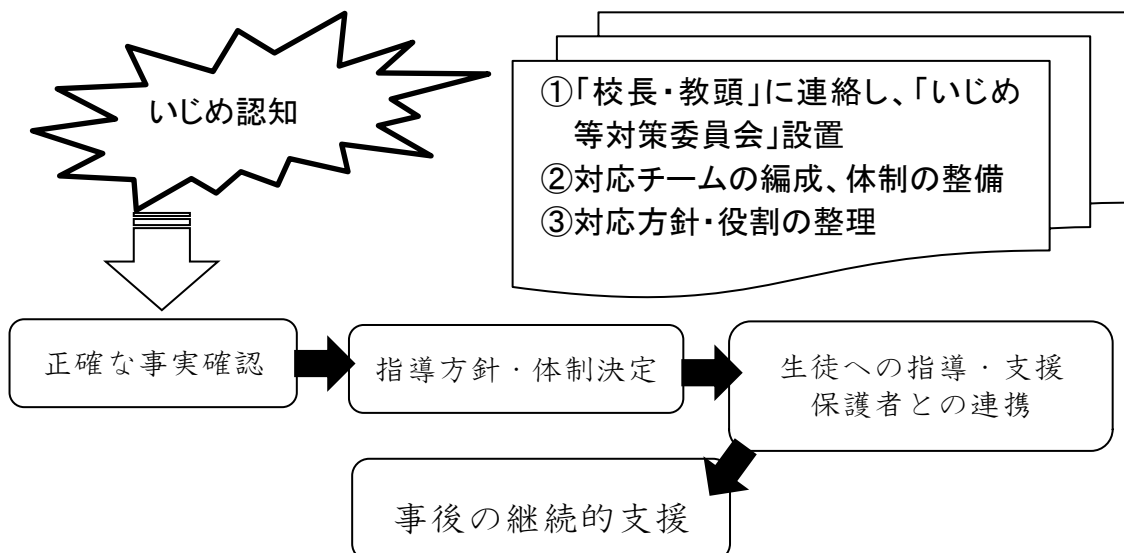 いじめ認知
①「校長・教頭」に連絡し、「いじめ
等対策委員会」設置
②対応チームの編成、体制の整備
③対応方針・役割の整理
正確な事実確認
指導方針・体制決定
生徒への指導・支援
保護者との連携
事後の継続的支援